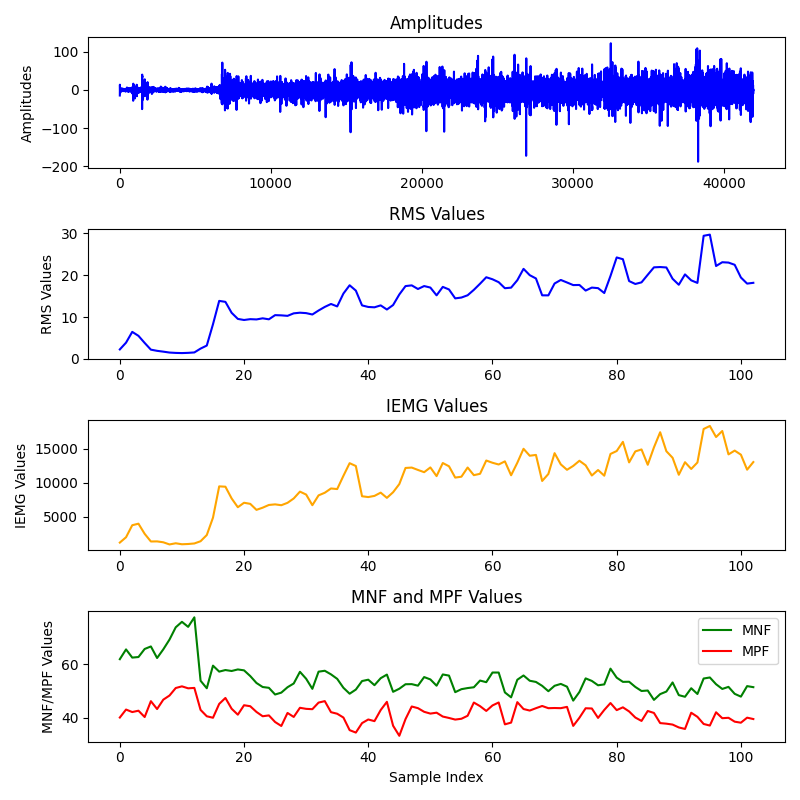 Amplitudes
Amplitudes
100
0
−100
−200
0 10000 20000 30000 40000
RMS Values
RMS Values
30
20
10
0
0 20 40 60 80 100
IEMG Values
IEMG Values
15000
10000
5000
0 20 40 60 80 100
MNF and MPF Values
MNF/MPF Values
60
40
MNF
MPF
0 20 40 60 80 100
Sample Index